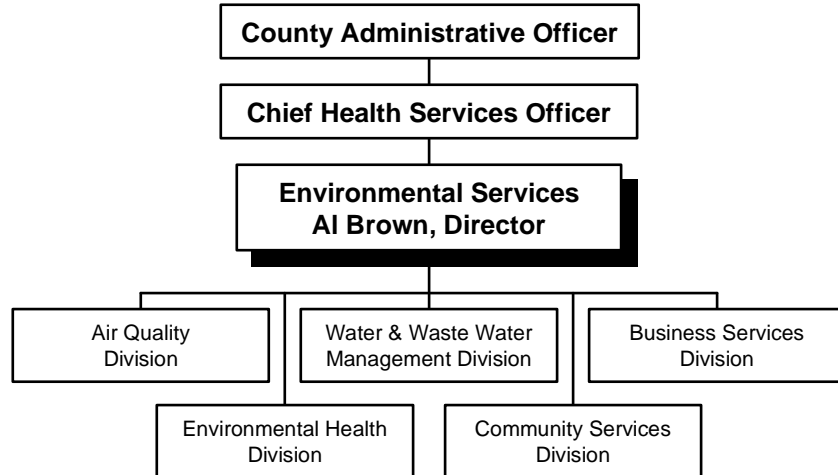 County Administrative Officer
Chief Health Services Officer
Environmental Services
Al Brown, Director
Air Quality
Division
Water & Waste Water
Management Division
Business Services
Division
Environmental Health
Division
Community Services
Division